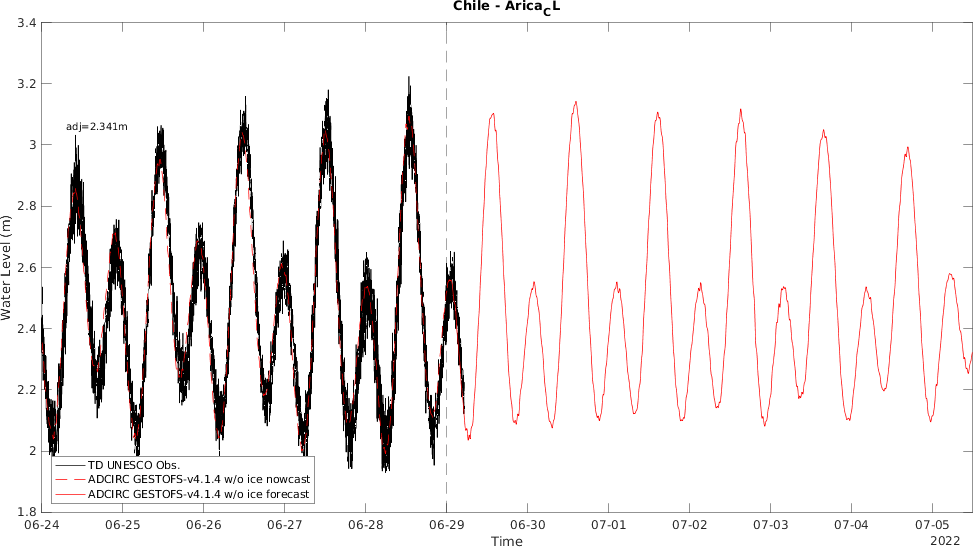 Chile - Arica_CL
3.4
3.2
3
2.8
2.6
2.4
2.2
2
1.8
Water Level (m)
adj=2.341m
TD UNESCO Obs.
ADCIRC GESTOFS-v4.1.4 w/o ice nowcast
ADCIRC GESTOFS-v4.1.4 w/o ice forecast
06-24 06-25 06-26 06-27 06-28 06-29 06-30 07-01 07-02 07-03 07-04 07-05
Time
2022